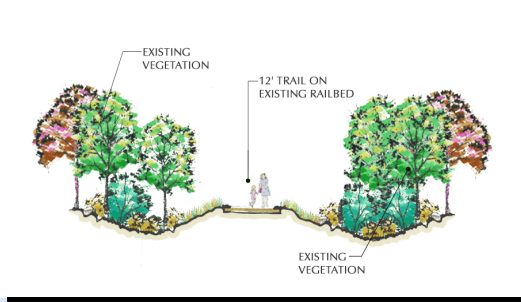 EXISTING
VEGETATION
12' TRAIL ON
EXISTING RAILBED
EXISTING
VEGETATION